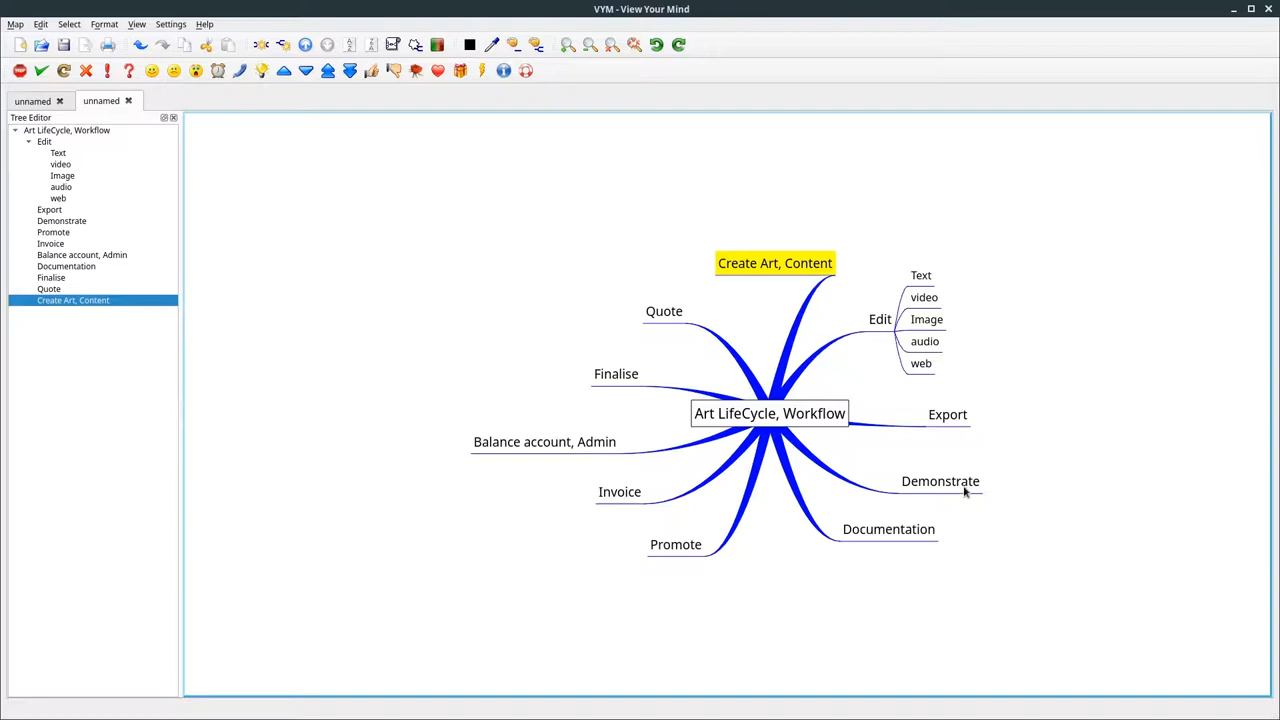 VYM - View Your Mind
Map Edit Select Format View Settings Help
unnamed unnamed
Tree Editor
Art LifeCycle, Workflow
Edit
Text
video
Image
audio
web
Export
Demonstrate
Promote
Invoice
Balance account, Admin
Documentation
Finalise
Quote
Create Art, Content
Create Art, Content
Text
video
Edit
Image
audio
web
Quote
Finalise
Art LifeCycle, Workflow
Export
Balance account, Admin
Demonstrate
Invoice
Documentation
Promote